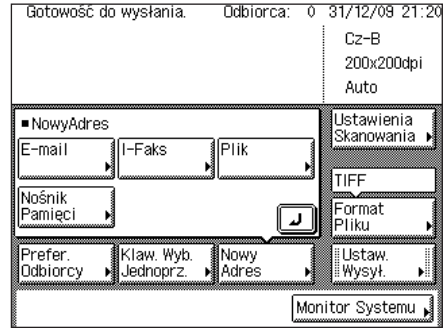 Gotowość do wysłania. Odbiorca: 0 31/12/09 21:20
Cz-B
200x200dpi
Auto
■NowyAdres
E-mail I-Faks Plik
Nośnik
Pamięci
Ustawienia
Skanowania
TIFF
Format
Pliku
Prefer.
Odbiorcy
Klaw. Wyb.
Jednoprz.
Nowy
Adres
Ustaw.
Wysył.
Monitor Systemu